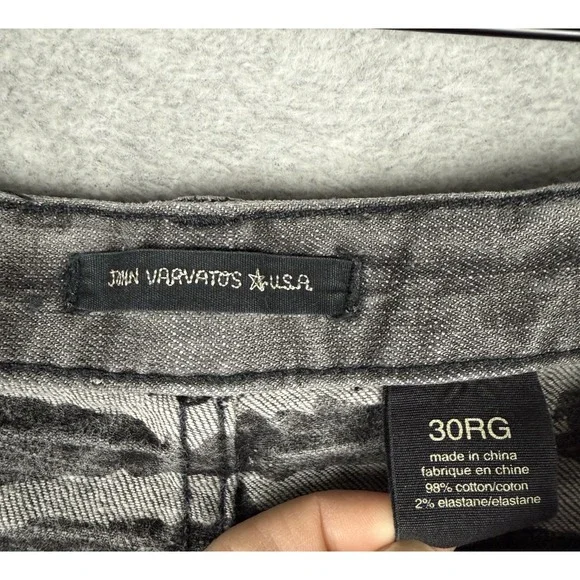 JOHN VARVATOS ☆ U.S.A.
30RG
made in china
fabrique en chine
98% cotton/coton
2% elastane/elastane